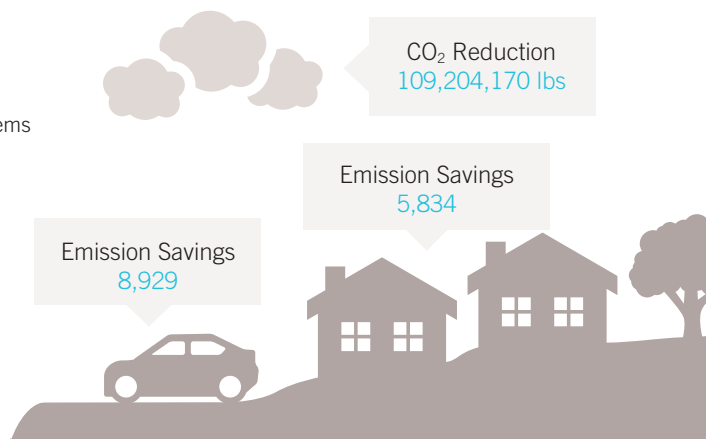 CO₂ Reduction
109,204,170 lbs
ems
Emission Savings
5,834
Emission Savings
8,929